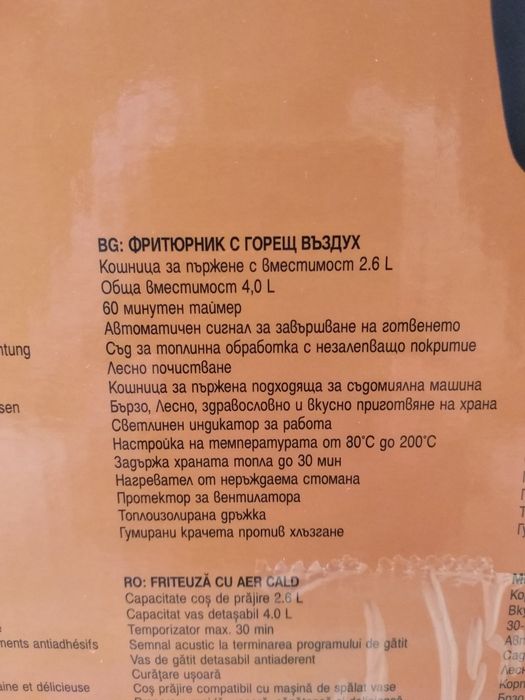 BG: ФРИТЮРНИК С ГОРЕЩ ВЪЗДУХ
Кошница за пържене с вместимост 2.6 L
Обща вместимост 4,0 L
60 минутен таймер
Автоматичен сигнал за завършване на готвенето
Съд за топлинна обработка с незалепващо покритие
Лесно почистване
Кошница за пържена подходяща за съдомиялна машина
Бързо, Лесно, здравословно и вкусно приготвяне на храна
Светлинен индикатор за работа
Настройка на температурата от 80°C до 200°C
Задържа храната топла до 30 мин
Нагревател от неръждаема стомана
Протектор за вентилатора
Топлоизолирана дръжка
Гумирани крачета против хлъзгане
RO: FRITEUZĂ CU AER CALD
Capacitate coș de prăjire 2.6 L
Capacitat vas detașabil 4.0 L
Temporizator max. 30 min
Semnal acustic la terminarea programului de gătit
Vas de gătit detasabil antiaderent
Curățare ușoară
Coș prăjire compatibil cu mașină de spălat vase
ntung
sen
ments antiadhésifs
aine et délicieuse